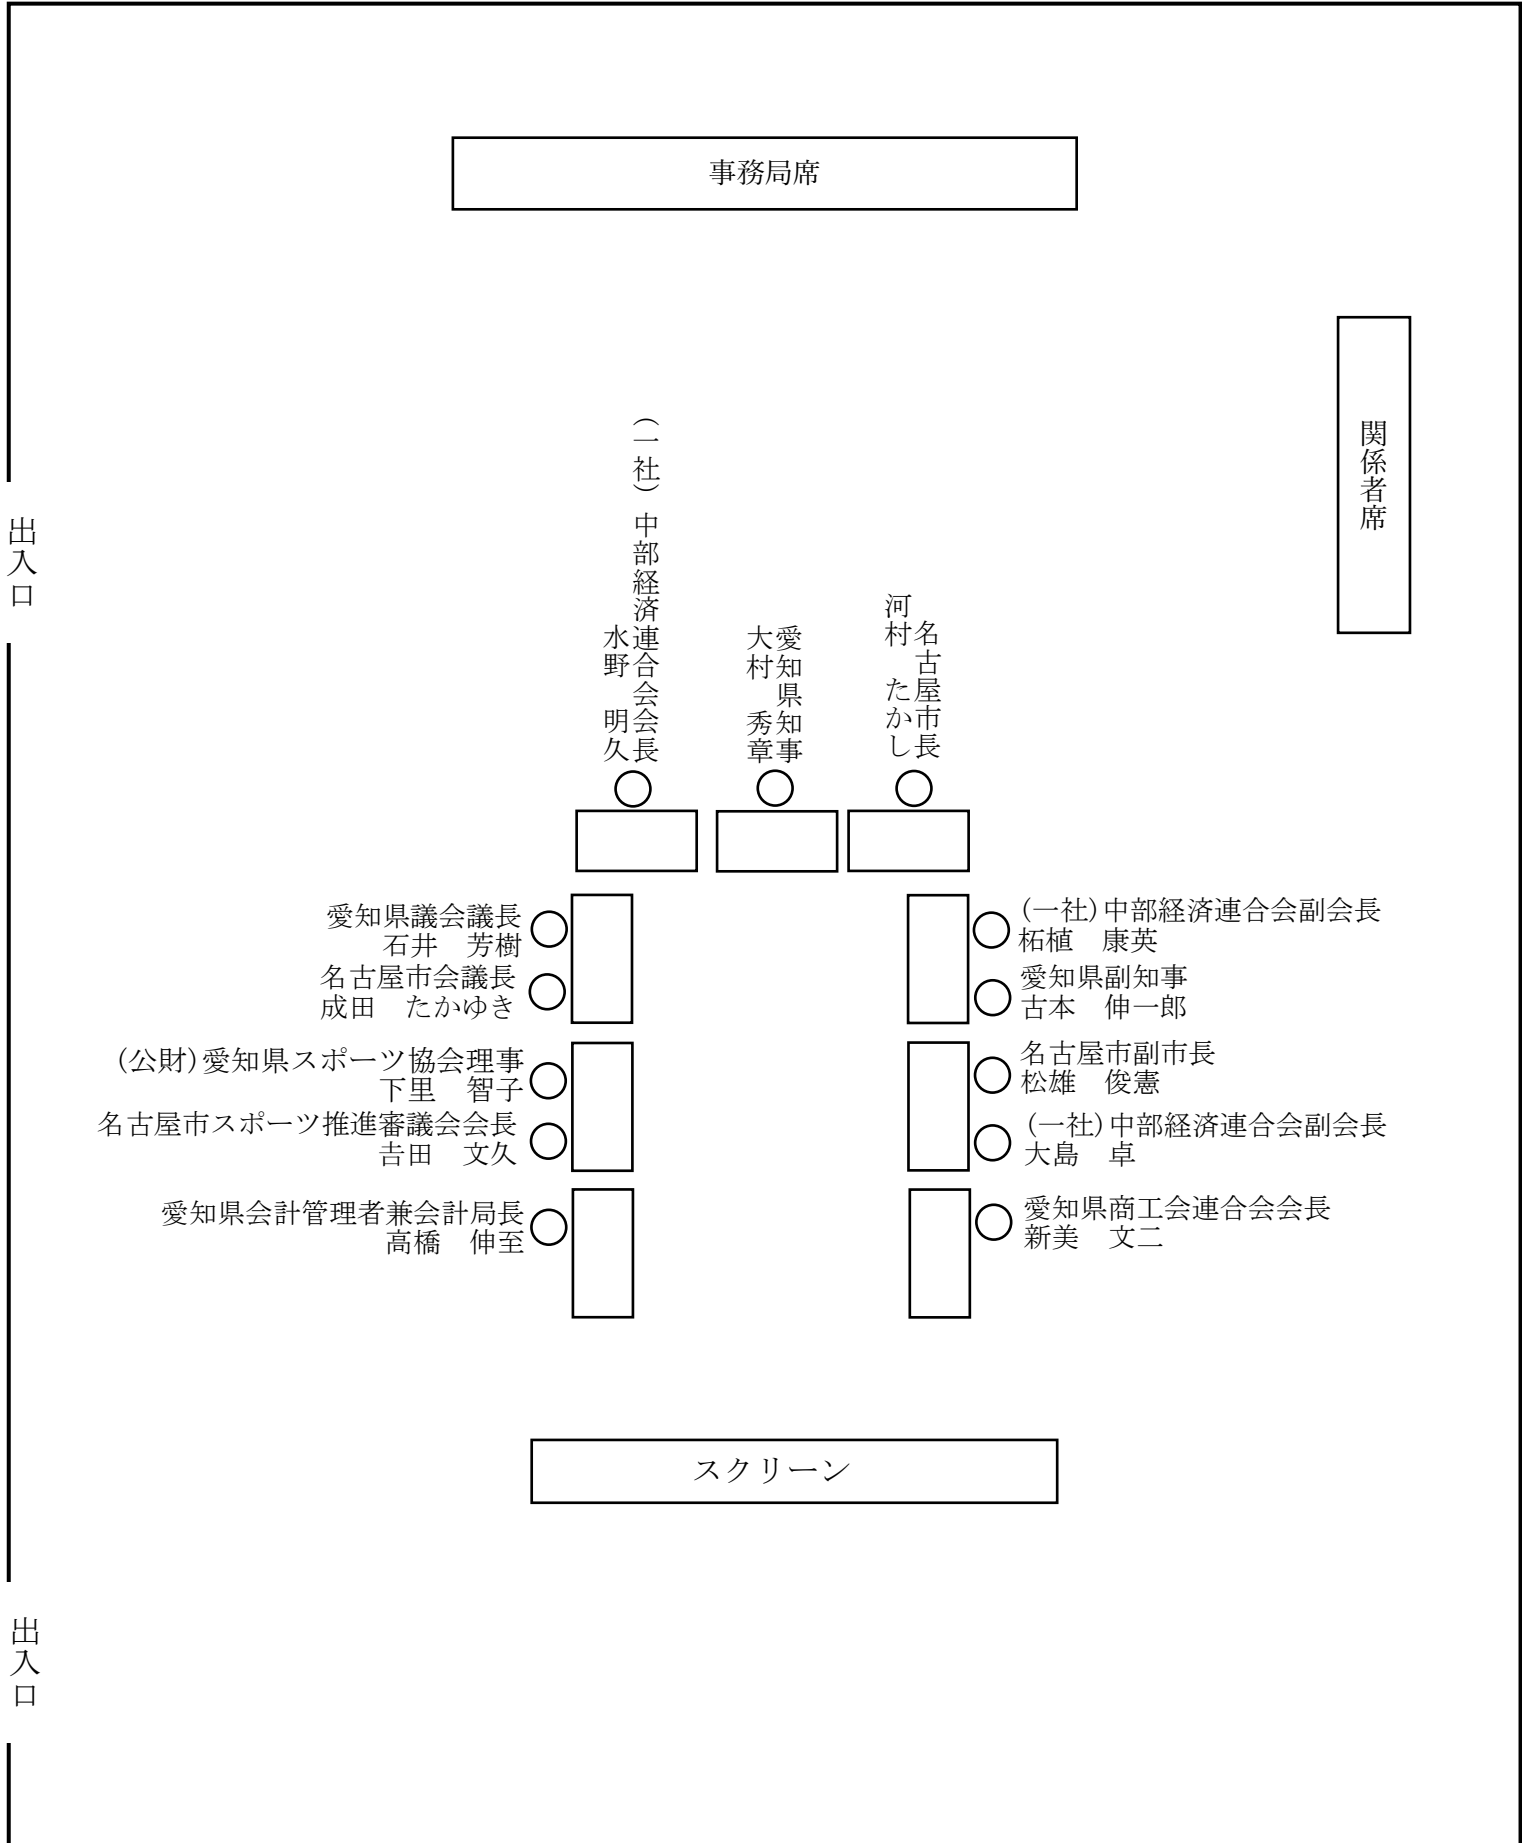 事務局席
関係者席
出入口
名古屋市長
河村　たかし
愛知県知事
大村　秀章
（一社）中部経済連合会会長
水野　明久
愛知県議会議長
石井　芳樹
名古屋市会議長
成田　たかゆき
(公財)愛知県スポーツ協会理事
下里　智子
名古屋市スポーツ推進審議会会長
𠮷田　文久
愛知県会計管理者兼会計局長
高橋　伸至
(一社)中部経済連合会副会長
柘植　康英
愛知県副知事
古本　伸一郎
名古屋市副市長
松雄　俊憲
(一社)中部経済連合会副会長
大島　卓
愛知県商工会連合会会長
新美　文二
スクリーン
出入口